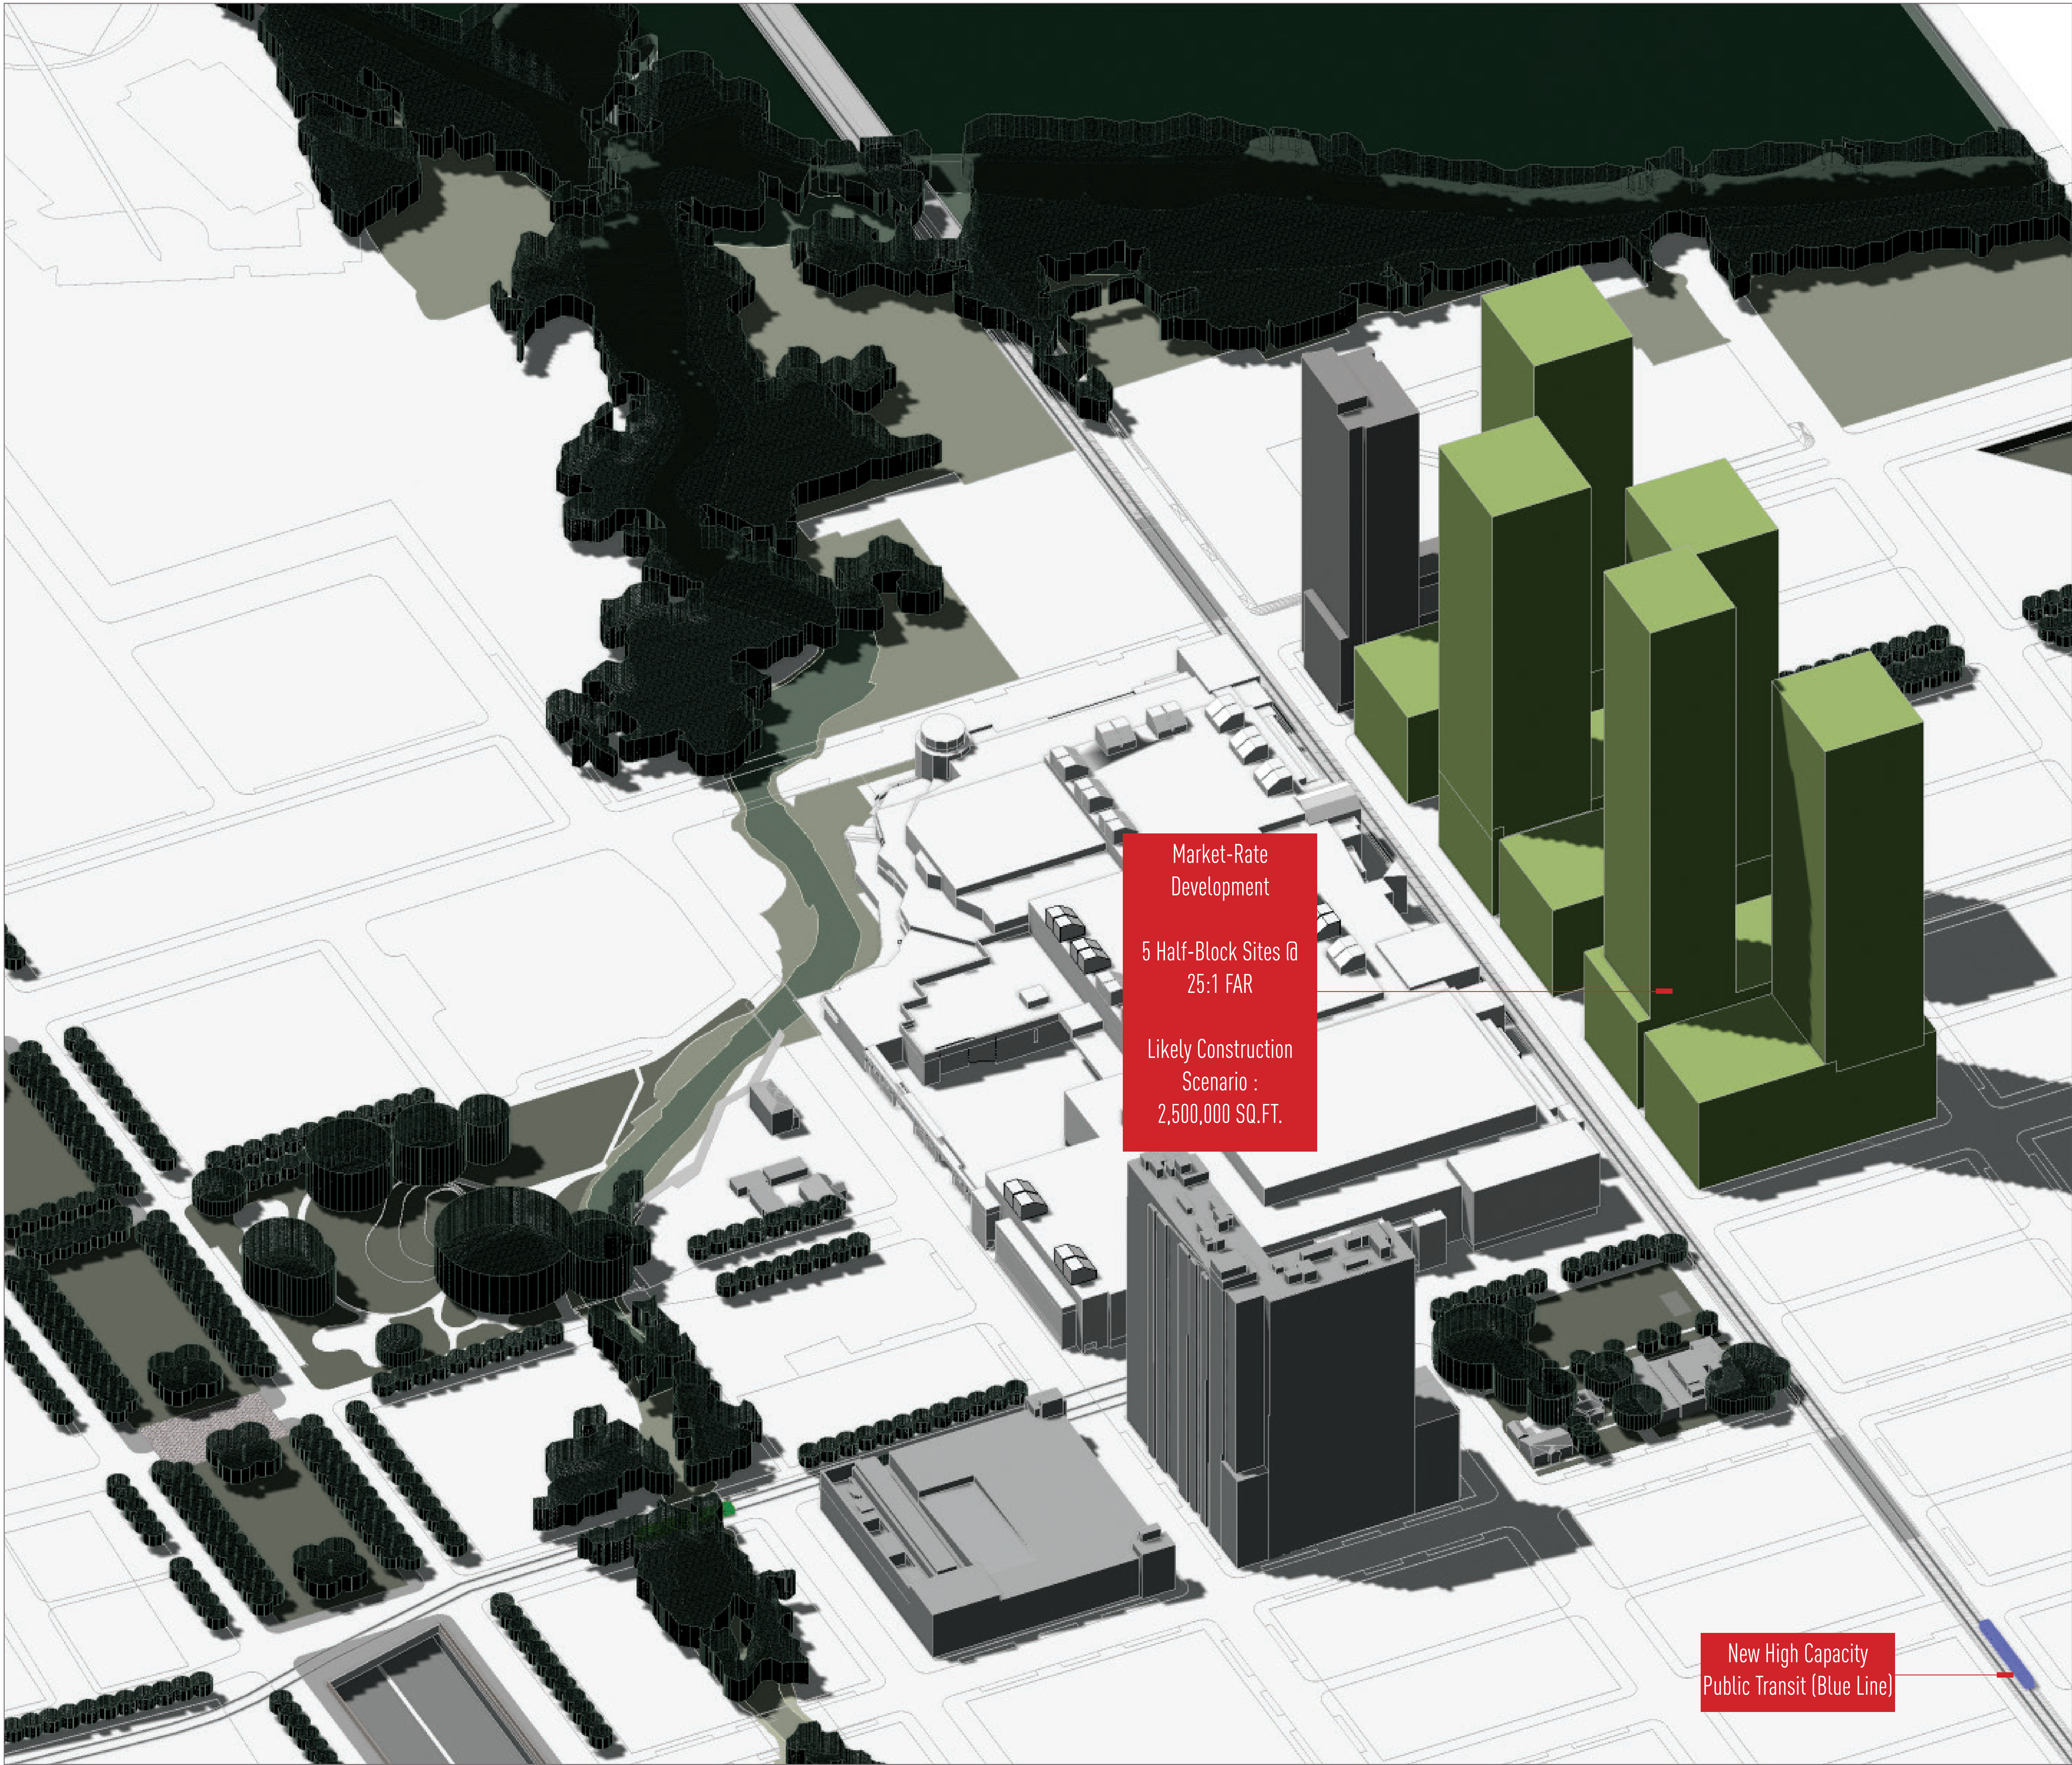 Market-Rate
Development
5 Half-Block Sites @
25:1 FAR
Likely Construction
Scenario :
2,500,000 SQ.FT.
New High Capacity
Public Transit (Blue Line)